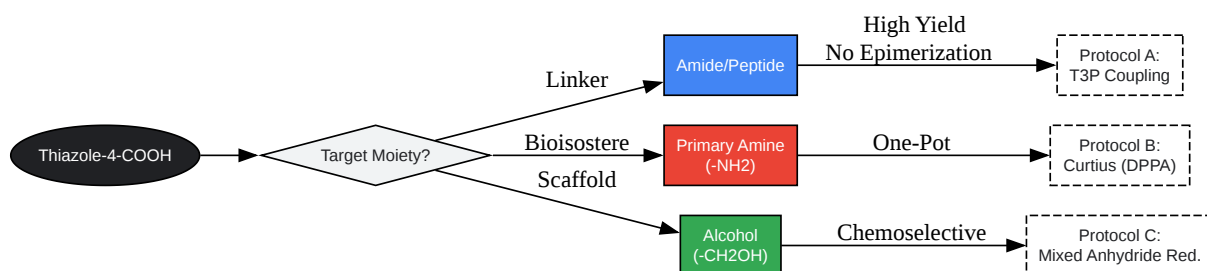 Thiazole-4-COOH
Target Moiety?
Linker
Bioisostere
Scaffold
Amide/Peptide
Primary Amine
(-NH2)
Alcohol
(-CH2OH)
High Yield
No Epimerization
One-Pot
Chemoselective
Protocol A:
T3P Coupling
Protocol B:
Curtius (DPPA)
Protocol C:
Mixed Anhydride Red.